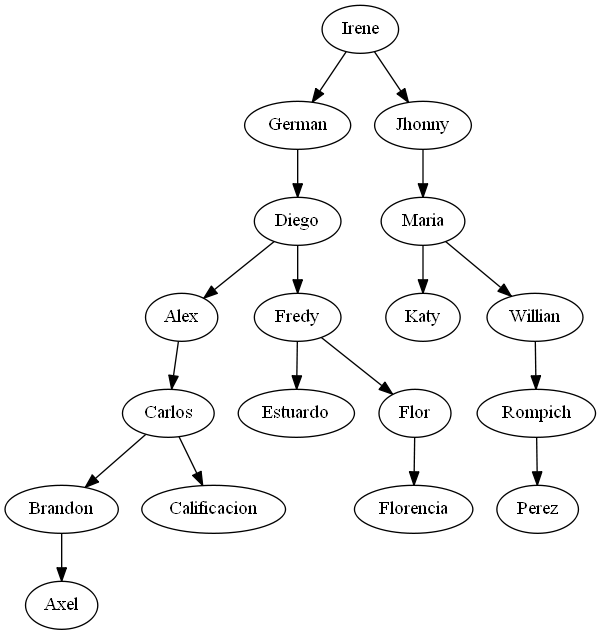 Irene
German
Jhonny
Diego
Maria
Alex
Fredy
Katy
Willian
Carlos
Estuardo
Flor
Rompich
Brandon
Calificacion
Florencia
Perez
Axel